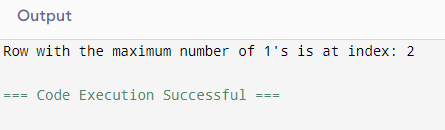 Output
Row with the maximum number of 1's is at index: 2
=== Code Execution Successful ===